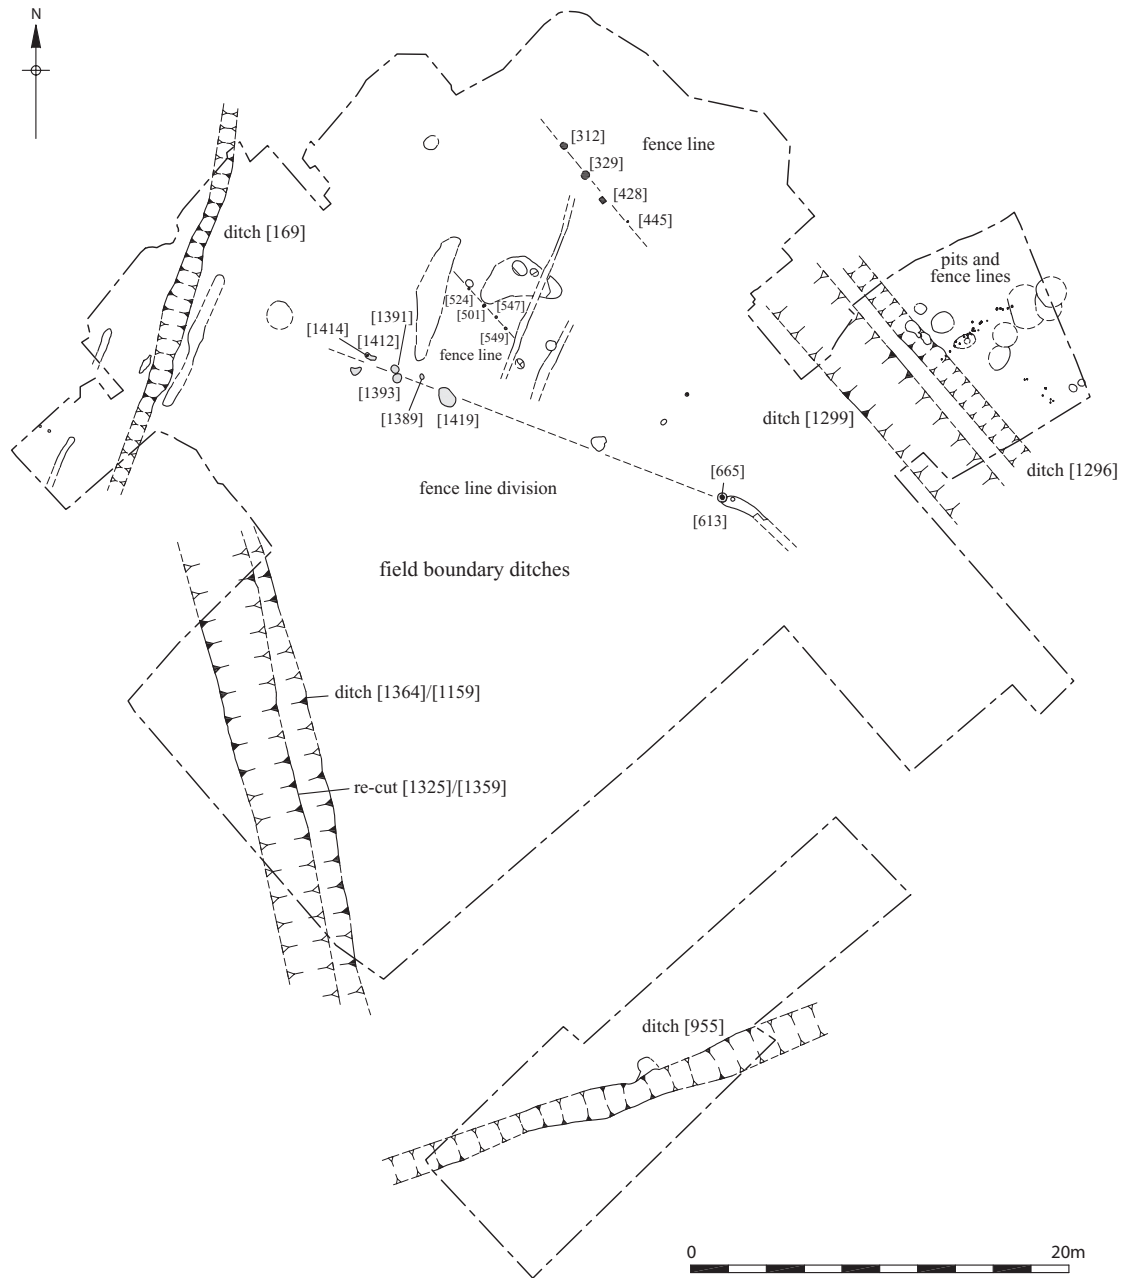 N
[312]
fence line
[329]
[428]
[445]
ditch [169]
pits and
fence lines
[524]
[547]
[501]
[1391]
[1414]
[1412]
[549]
fence line
[1393]
[1389]
[1419]
ditch [1299]
ditch [1296]
[665]
fence line division
[613]
field boundary ditches
ditch [1364]/[1159]
re-cut [1325]/[1359]
ditch [955]
0
20m